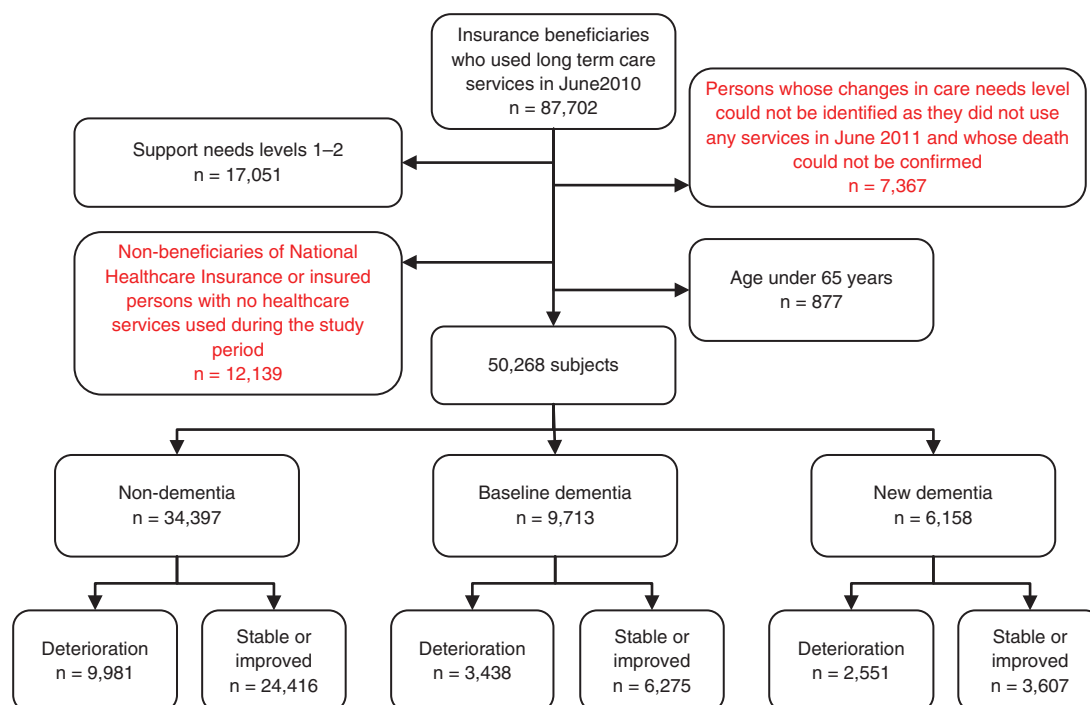 Insurance beneficiaries
who used long term care
services in June2010
n = 87,702
Persons whose changes in care needs level
could not be identified as they did not use
any services in June 2011 and whose death
could not be confirmed
n = 7,367
Support needs levels 1–2
n = 17,051
Non-beneficiaries of National
Healthcare Insurance or insured
persons with no healthcare
services used during the study
period
n = 12,139
Age under 65 years
n = 877
50,268 subjects
Non-dementia
n = 34,397
Baseline dementia
n = 9,713
New dementia
n = 6,158
Deterioration
n = 9,981
Stable or
improved
n = 24,416
Deterioration
n = 3,438
Stable or
improved
n = 6,275
Deterioration
n = 2,551
Stable or
improved
n = 3,607